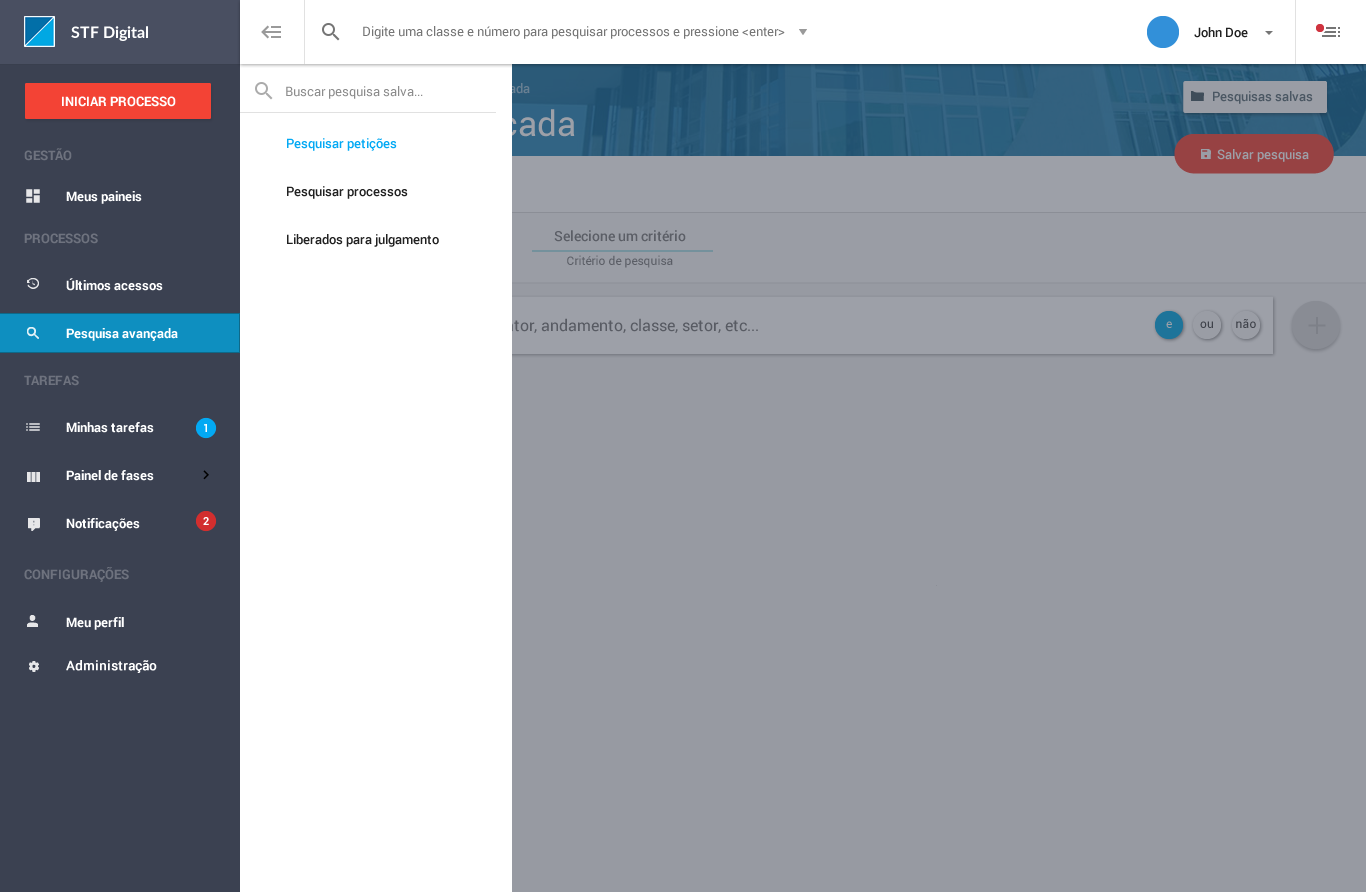 STF Digital
Digite uma classe e número para pesquisar processos e pressione <enter>
John Doe
INICIAR PROCESSO
GESTÃO
Meus paineis
PROCESSOS
Últimos acessos
Pesquisa avançada
TAREFAS
Minhas tarefas 1
Painel de fases
Notificações 2
CONFIGURAÇÕES
Meu perfil
Administração
Buscar pesquisa salva...
Pesquisar petições
Pesquisar processos
Liberados para julgamento
ada
cada
Pesquisas salvas
Salvar pesquisa
Selecione um critério
Critério de pesquisa
ator, andamento, classe, setor, etc...
e ou não